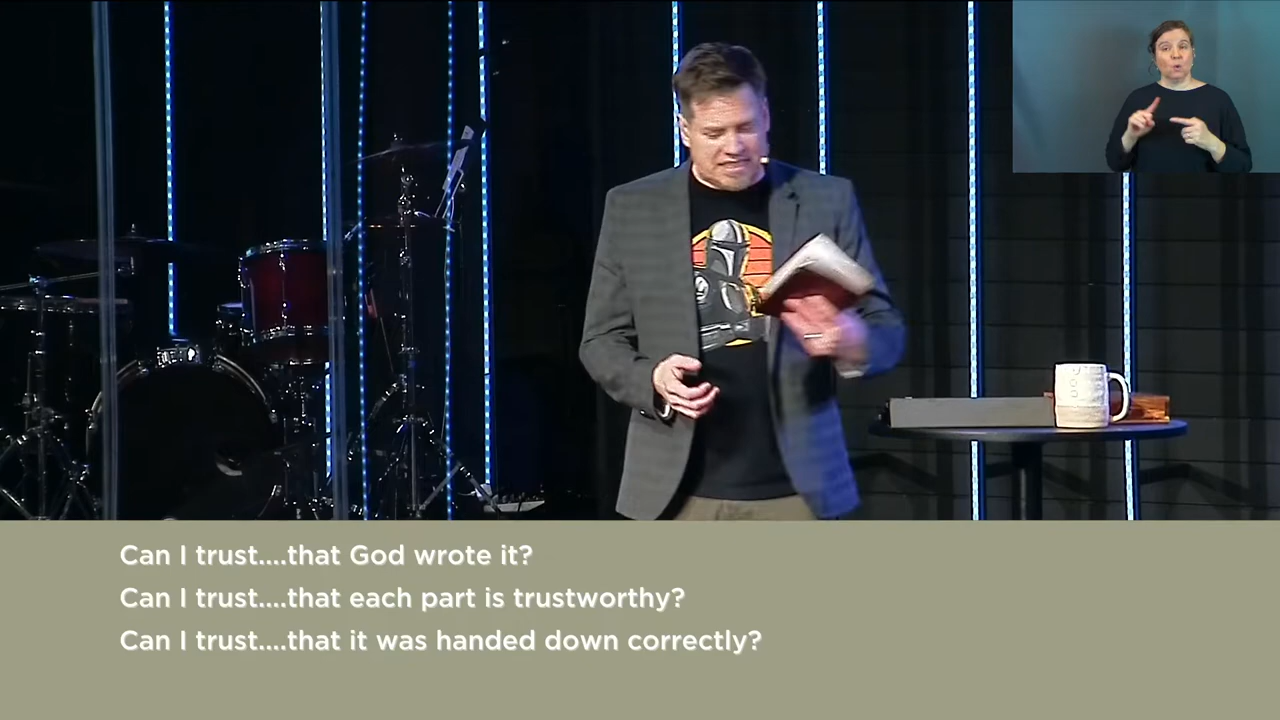 Can I trust....that God wrote it?
Can I trust....that each part is trustworthy?
Can I trust....that it was handed down correctly?